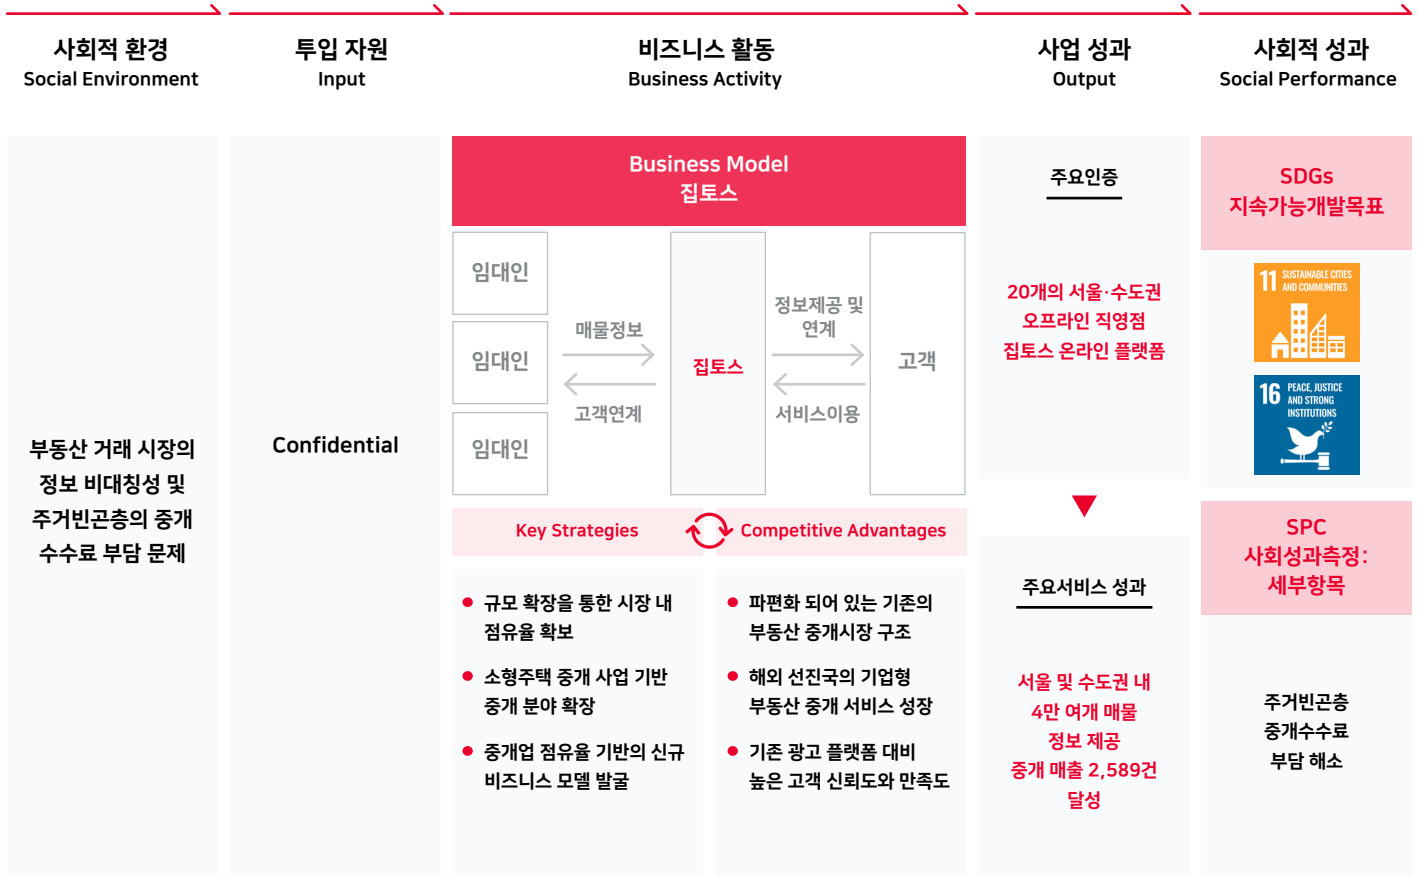 사회적 환경
Social Environment
투입 자원
Input
비즈니스 활동
Business Activity
사업 성과
Output
사회적 성과
Social Performance
부동산 거래 시장의
정보 비대칭성 및
주거빈곤층의 중개
수수료 부담 문제
Confidential
Business Model
집토스
임대인
임대인
임대인
매물정보
고객연계
집토스
정보제공 및
연계
서비스이용
고객
Key Strategies
Competitive Advantages
규모 확장을 통한 시장 내
점유율 확보
소형주택 중개 사업 기반
중개 분야 확장
중개업 점유율 기반의 신규
비즈니스 모델 발굴
파편화 되어 있는 기존의
부동산 중개시장 구조
해외 선진국의 기업형
부동산 중개 서비스 성장
기존 광고 플랫폼 대비
높은 고객 신뢰도와 만족도
주요인증
20개의 서울·수도권
오프라인 직영점
집토스 온라인 플랫폼
주요서비스 성과
서울 및 수도권 내
4만 여개 매물
정보 제공
중개 매출 2,589건
달성
SDGs
지속가능개발목표
11 SUSTAINABLE CITIES
AND COMMUNITIES
16 PEACE, JUSTICE
AND STRONG
INSTITUTIONS
SPC
사회성과측정:
세부항목
주거빈곤층
중개수수료
부담 해소